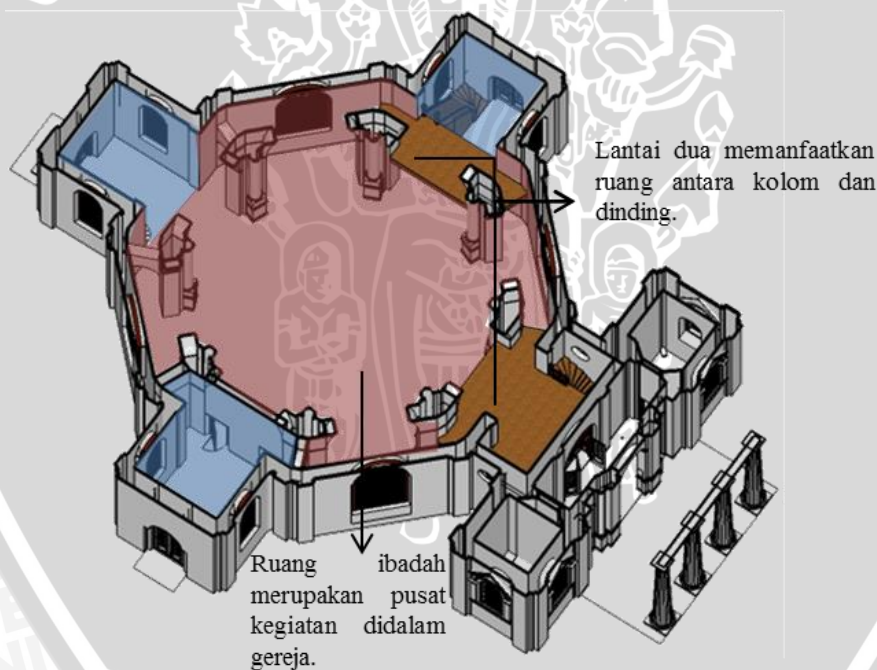 Lantai dua memanfaatkan
ruang antara kolom dan
dinding.
Ruang ibadah
merupakan pusat
kegiatan didalam
gereja.